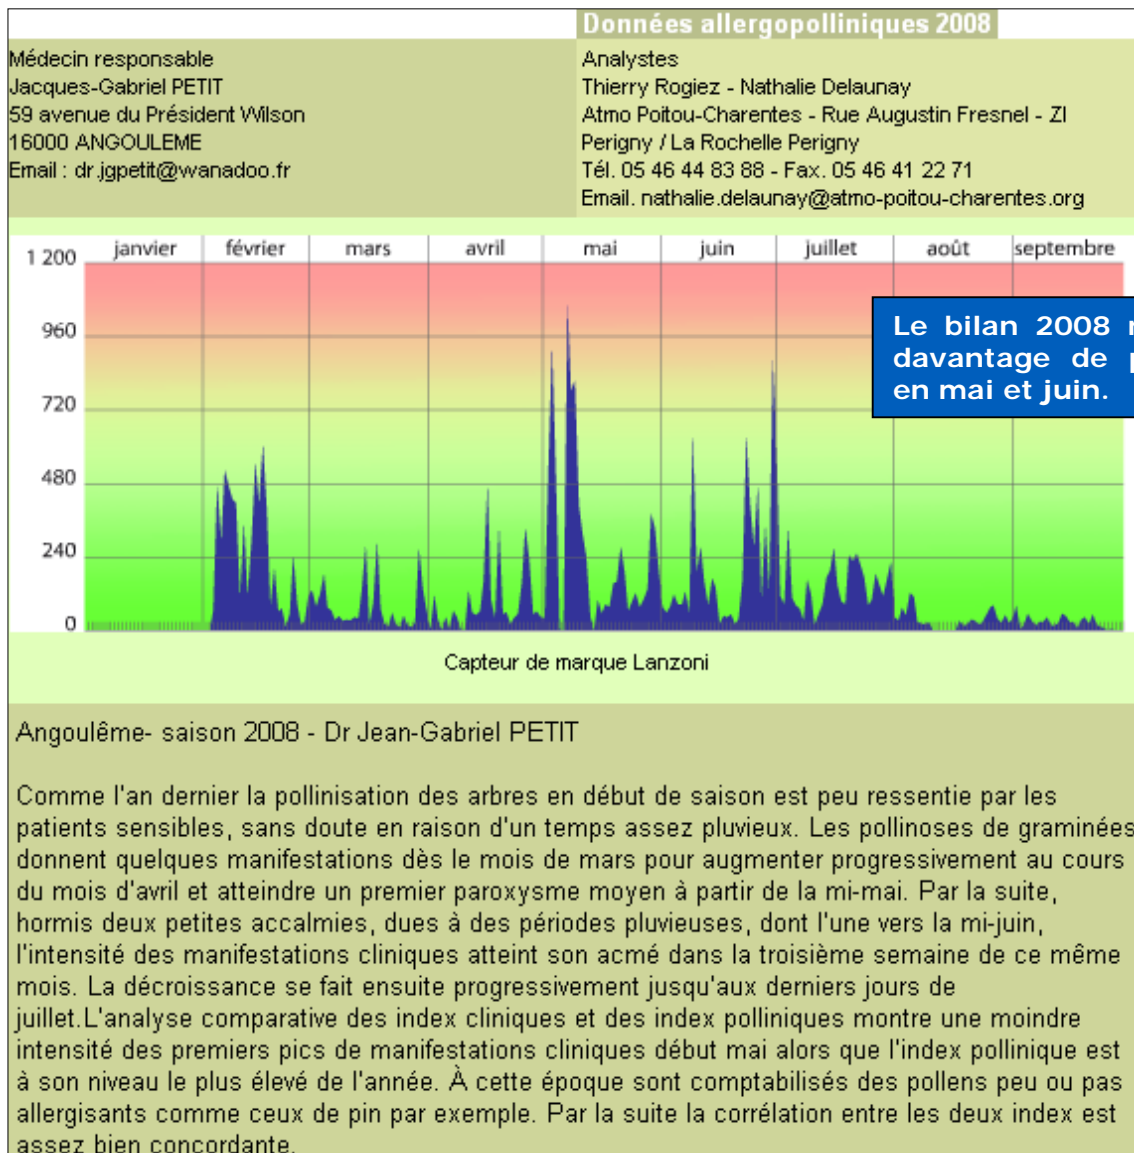 Données allergopolliniques 2008
Médecin responsable
Jacques-Gabriel PETIT
59 avenue du Président Wilson
16000 ANGOULEME
Email : dr.jgpetit@wanadoo.fr
Analystes
Thierry Rogiez - Nathalie Delaunay
Atmo Poitou-Charentes - Rue Augustin Fresnel - ZI
Perigny / La Rochelle Perigny
Tél. 05 46 44 83 88 - Fax. 05 46 41 22 71
Email. nathalie.delaunay@atmo-poitou-charentes.org
janvier février mars avril mai juin juillet août septembre
1 200
960
720
480
240
0
Le bilan 2008
davantage de
en mai et juin.
Capteur de marque Lanzoni
Angoulême- saison 2008 - Dr Jean-Gabriel PETIT
Comme l'an dernier la pollinisation des arbres en début de saison est peu ressentie par les
patients sensibles, sans doute en raison d'un temps assez pluvieux. Les pollinoses de graminées
donnent quelques manifestations dès le mois de mars pour augmenter progressivement au cours
du mois d'avril et atteindre un premier paroxysme moyen à partir de la mi-mai. Par la suite,
hormis deux petites accalmies, dues à des périodes pluvieuses, dont l'une vers la mi-juin,
l'intensité des manifestations cliniques atteint son acmé dans la troisième semaine de ce même
mois. La décroissance se fait ensuite progressivement jusqu'aux derniers jours de
juillet.L'analyse comparative des index cliniques et des index polliniques montre une moindre
intensité des premiers pics de manifestations cliniques début mai alors que l'index pollinique est
à son niveau le plus élevé de l'année. À cette époque sont comptabilisés des pollens peu ou pas
allergisants comme ceux de pin par exemple. Par la suite la corrélation entre les deux index est
assez bien concordante.